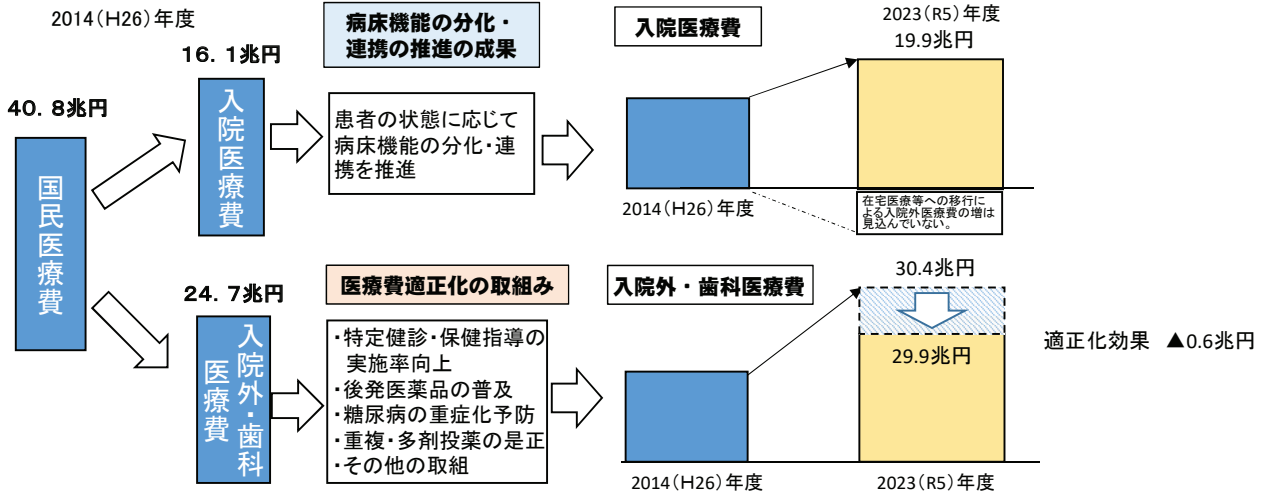 2014(H26)年度
40.8兆円
国民医療費
16.1兆円
入院医療費
病床機能の分化・
連携の推進の成果
患者の状態に応じて
病床機能の分化・連
携を推進
入院医療費
2014(H26)年度
2023(R5)年度
19.9兆円
在宅医療等への移行に
よる入院外医療費の増は
見込んでいない。
24.7兆円
入院外・歯科
医療費
医療費適正化の取組み
・特定健診・保健指導の
実施率向上
・後発医薬品の普及
・糖尿病の重症化予防
・重複・多剤投薬の是正
・その他の取組
入院外・歯科医療費
2014(H26)年度
30.4兆円
29.9兆円
2023(R5)年度
適正化効果 ▲0.6兆円